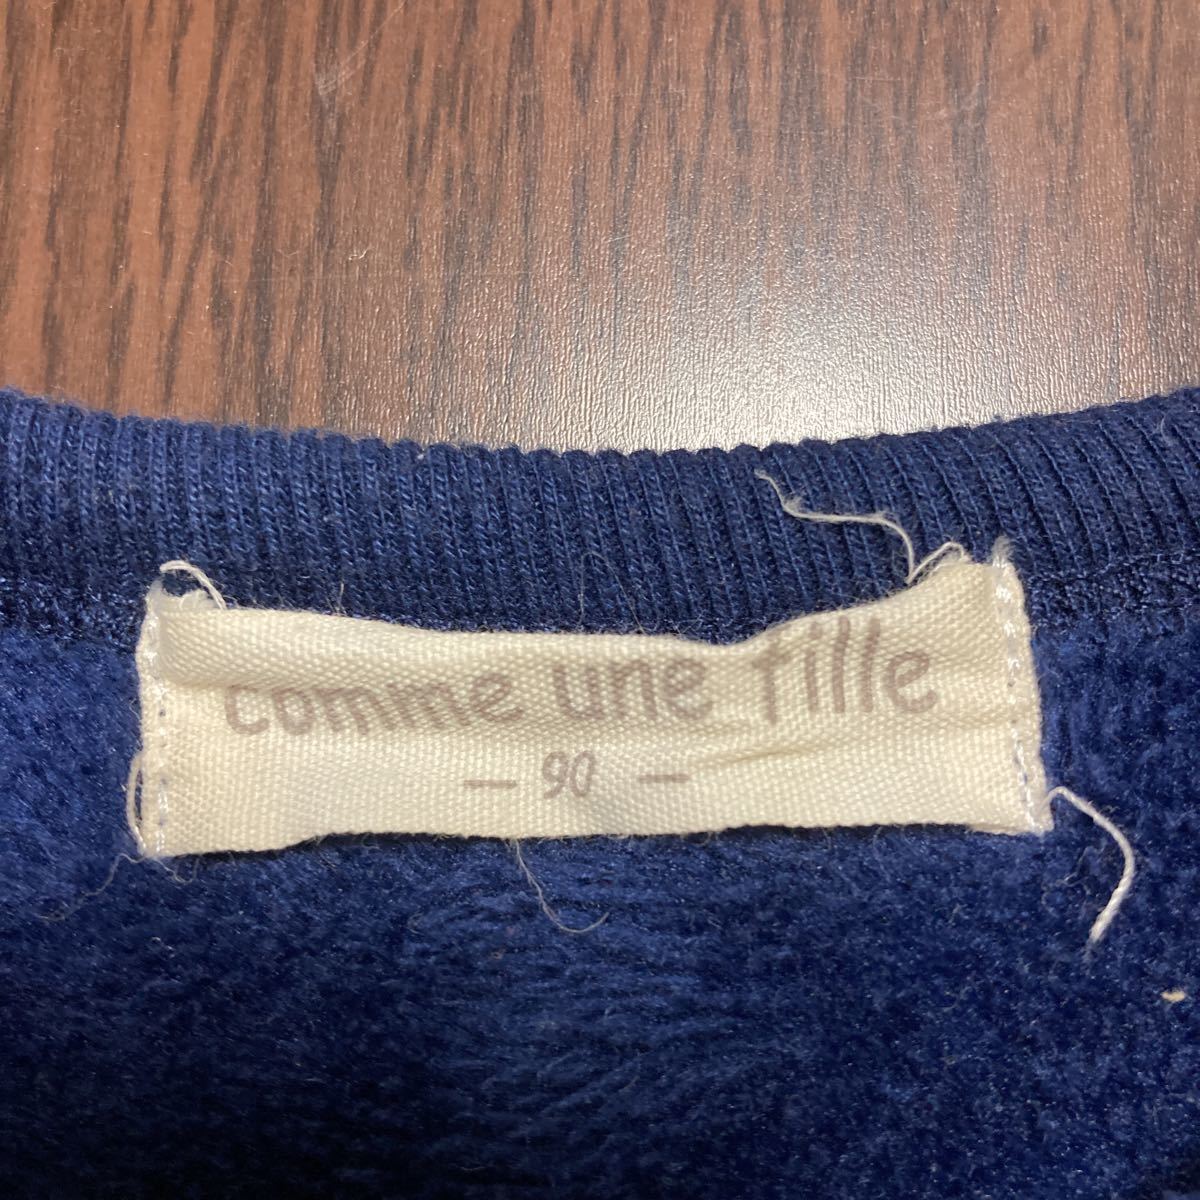 comme une fille
— 90 —